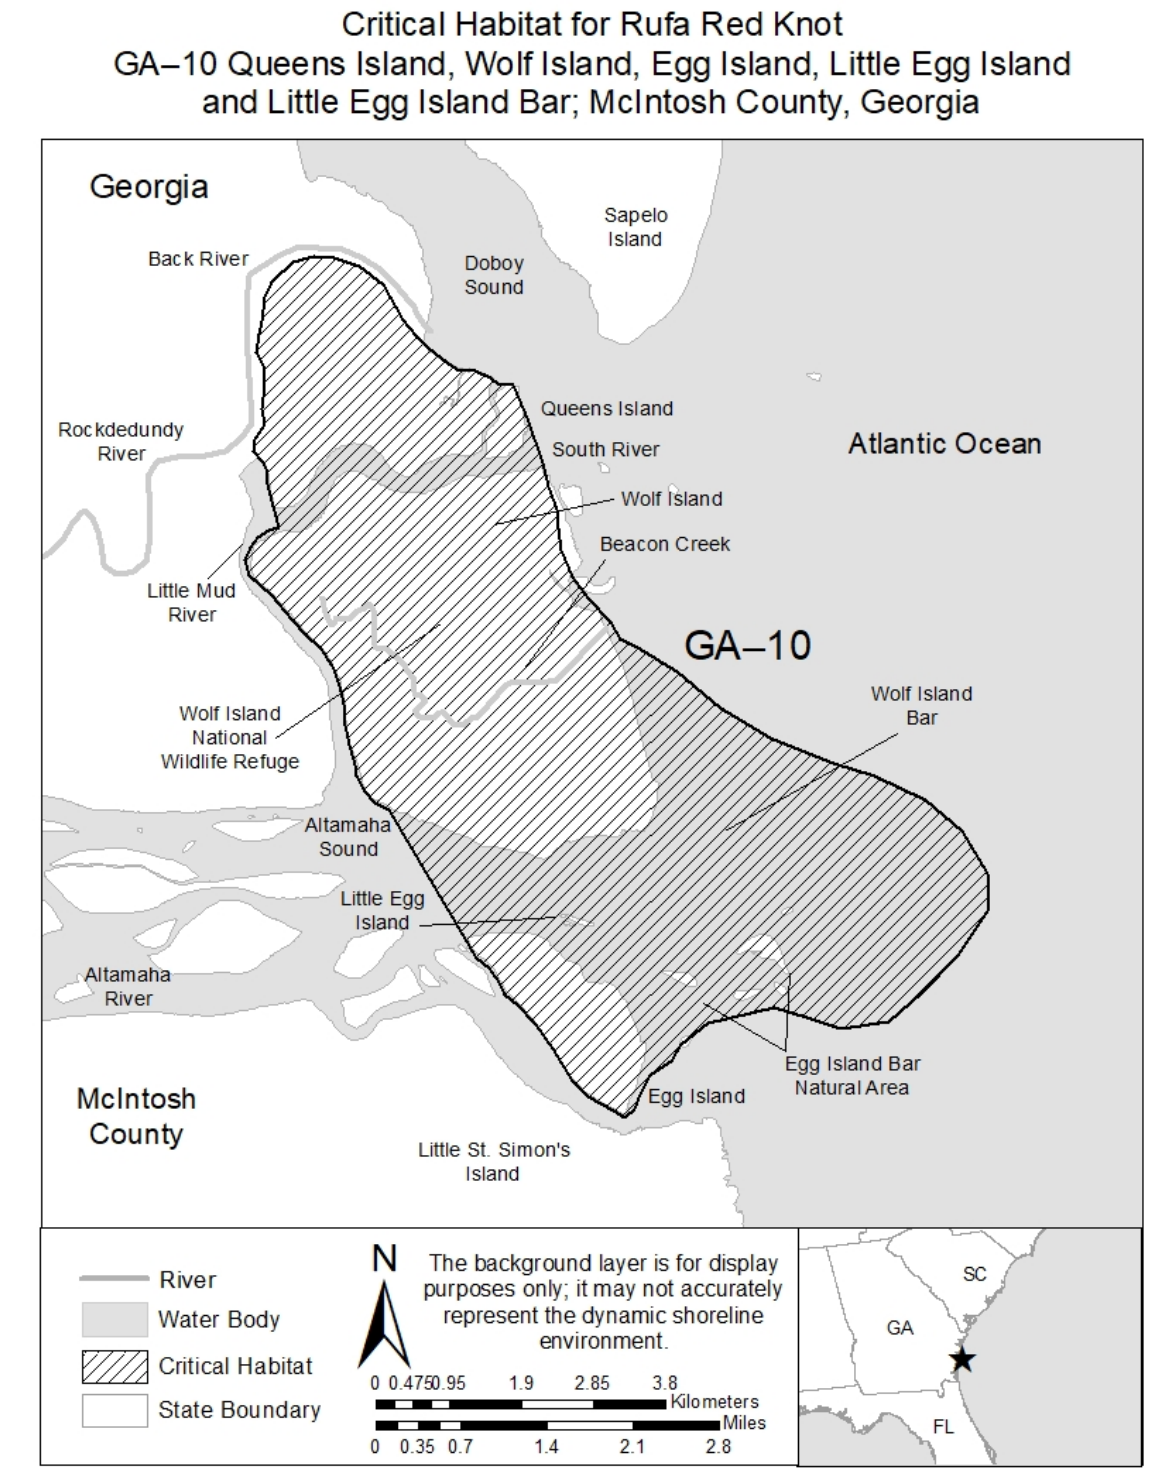 Critical Habitat for Rufa Red Knot
GA–10 Queens Island, Wolf Island, Egg Island, Little Egg Island
and Little Egg Island Bar; McIntosh County, Georgia
Georgia
Sapelo
Island
Back River
Doboy
Sound
Queens Island
Rockdedundy
River
South River
Atlantic Ocean
Wolf Island
Beacon Creek
Little Mud
River
GA–10
Wolf Island
Bar
Wolf Island
National
Wildlife Refuge
Altamaha
Sound
Little Egg
Island
Altamaha
River
Egg Island Bar
Natural Area
Egg Island
McIntosh
County
Little St. Simon's
Island
River
Water Body
Critical Habitat
State Boundary
N
The background layer is for display
purposes only; it may not accurately
represent the dynamic shoreline
environment.
0 0.475 0.95 1.9 2.85 3.8
Kilometers
Miles
0 0.35 0.7 1.4 2.1 2.8
SC
GA
FL